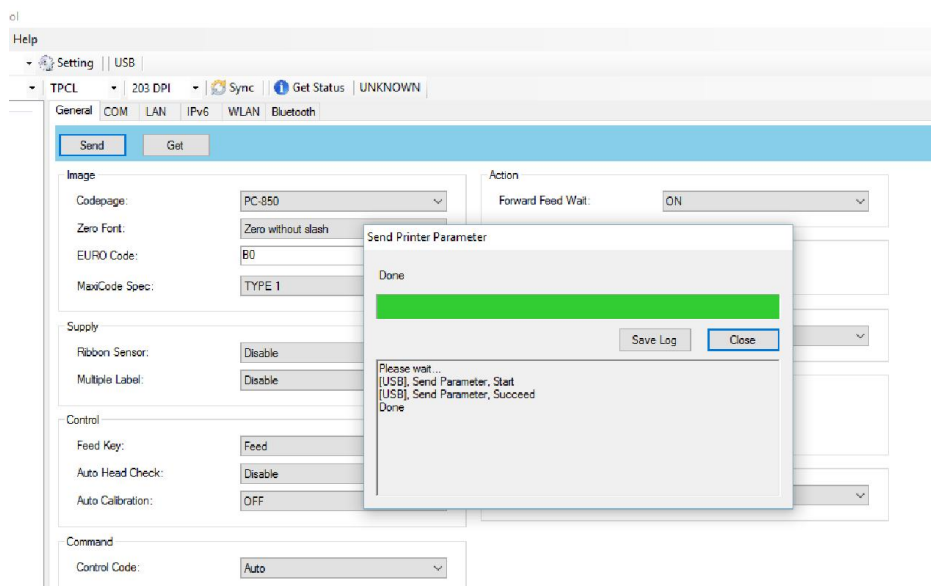 ol
Help
Setting USB
TPCL 203 DPI Sync Get Status UNKNOWN
General COM LAN IPv6 WLAN Bluetooth
Send Get
Image
Codepage: PC-850
Zero Font: Zero without slash
EURO Code: B0
MaxiCode Spec: TYPE 1
Supply
Ribbon Sensor: Disable
Multiple Label: Disable
Control
Feed Key: Feed
Auto Head Check: Disable
Auto Calibration: OFF
Command
Control Code: Auto
Action
Forward Feed Wait: ON
Send Printer Parameter
Done
Save Log Close
Please wait...
[USB], Send Parameter, Start
[USB], Send Parameter, Succeed
Done